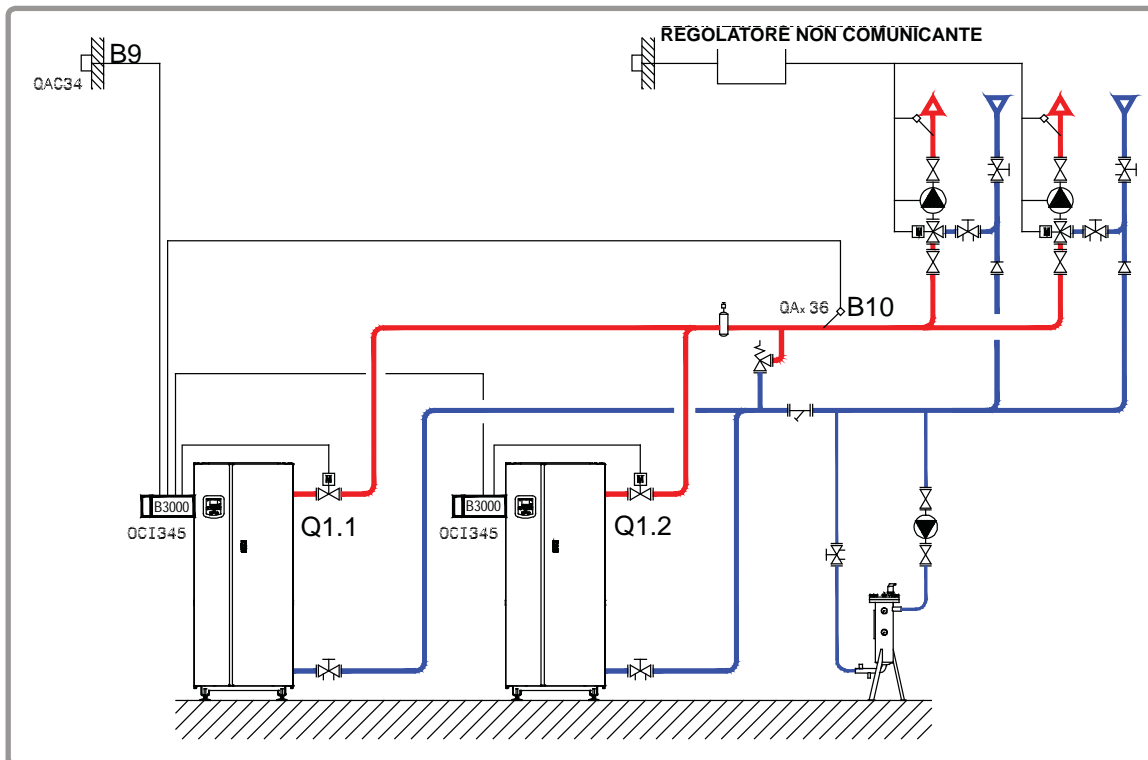 REGOLATORE NON COMUNICANTE
B9
QAC34
QAx 36
B10
B3000
OCI345
Q1.1
B3000
OCI345
Q1.2
M
M
M
M